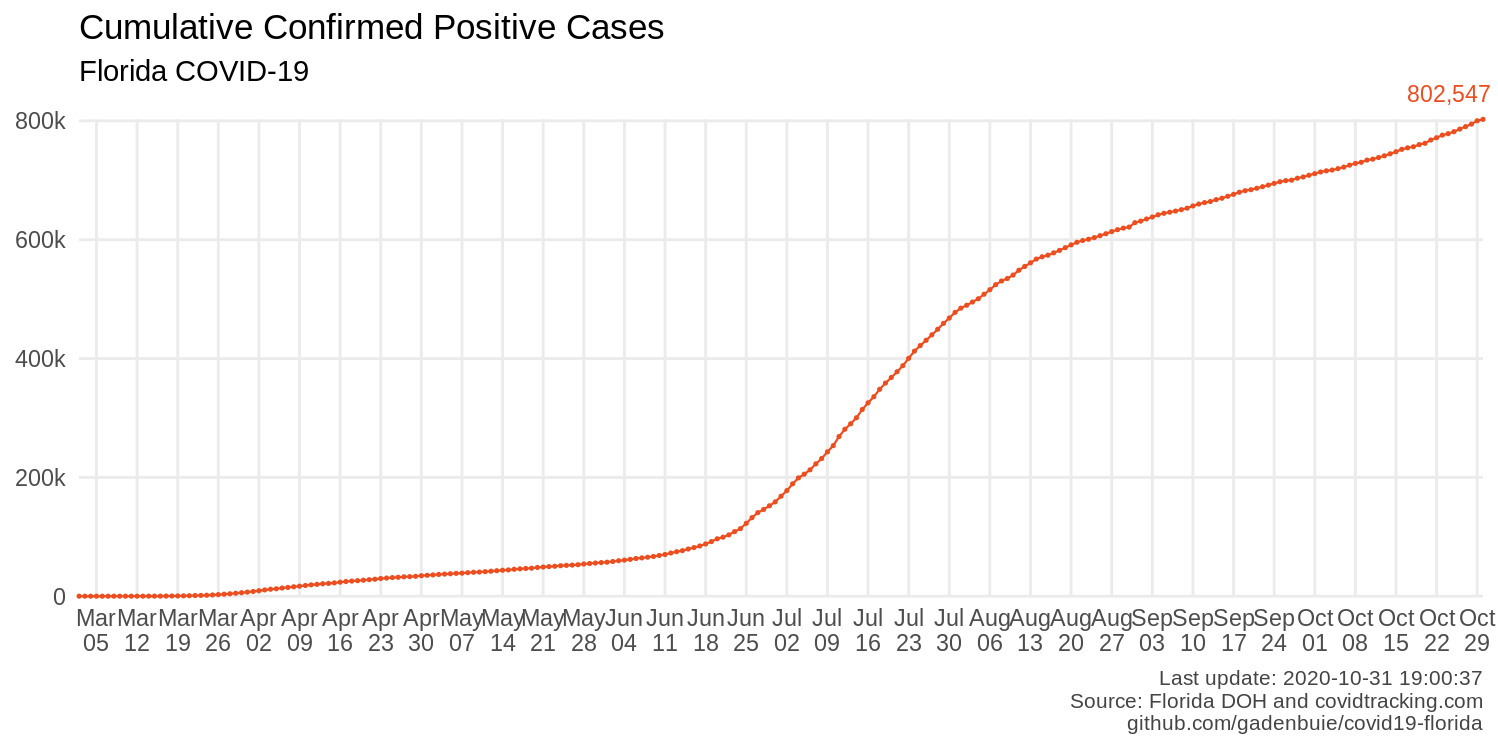 Cumulative Confirmed Positive Cases
Florida COVID-19
802,547
800k
600k
400k
200k
0
Mar Mar Mar Mar Apr Apr Apr Apr Apr May May May May Jun Jun Jun Jun Jul Jul Jul Jul Jul Aug Aug Aug Aug Sep Sep Sep Sep Oct Oct Oct Oct Oct
05 12 19 26 02 09 16 23 30 07 14 21 28 04 11 18 25 02 09 16 23 30 06 13 20 27 03 10 17 24 01 08 15 22 29
Last update: 2020-10-31 19:00:37
Source: Florida DOH and covidtracking.com
github.com/gadenbuie/covid19-florida